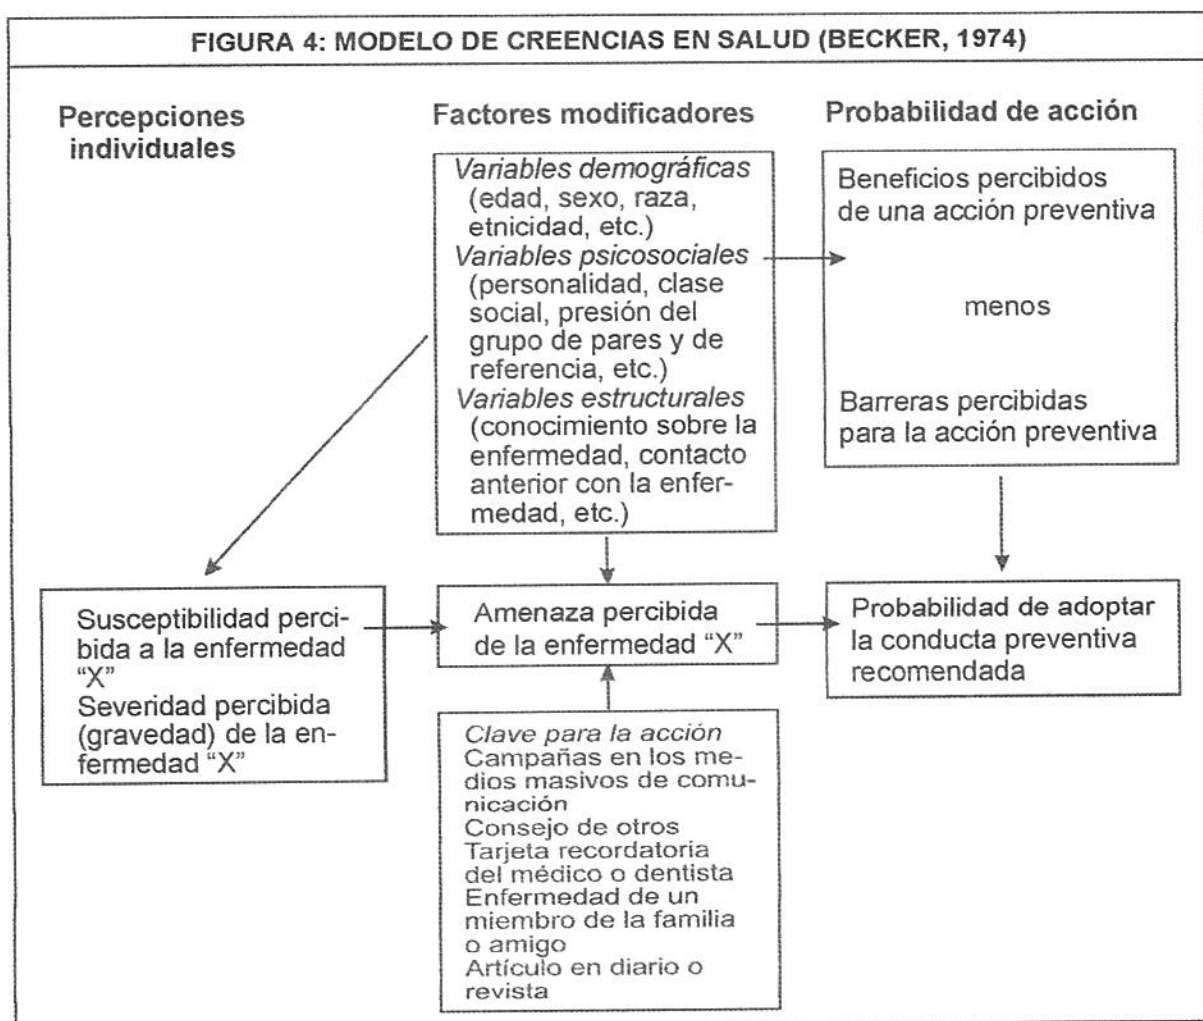 FIGURA 4: MODELO DE CREENCIAS EN SALUD (BECKER, 1974)
Percepciones
individuales
Factores modificadores
Probabilidad de acción
Variables demográficas
(edad, sexo, raza,
etnicidad, etc.)
Variables psicosociales
(personalidad, clase
social, presión del
grupo de pares y de
referencia, etc.)
Variables estructurales
(conocimiento sobre la
enfermedad, contacto
anterior con la enfer-
medad, etc.)
Beneficios percibidos
de una acción preventiva
menos
Barreras percibidas
para la acción preventiva
Susceptibilidad perci-
bida a la enfermedad
“X”
Severidad percibida
(gravedad) de la en-
fermedad “X”
Amenaza percibida
de la enfermedad “X”
Probabilidad de adoptar
la conducta preventiva
recomendada
Clave para la acción
Campañas en los me-
dios masivos de comu-
nicación
Consejo de otros
Tarjeta recordatoria
del médico o dentista
Enfermedad de un
miembro de la familia
o amigo
Artículo en diario o
revista